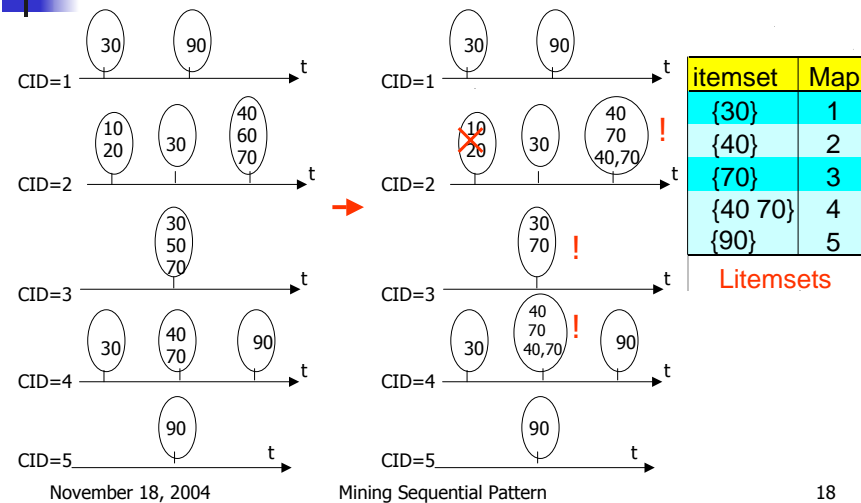 30 90
CID=1 t
10
20
30
40
60
70
CID=2 t
30
50
70
CID=3 t
30
40
70
90
CID=4 t
90
CID=5 t
30 90
CID=1 t
10
20
30
40
70
40,70
!
CID=2 t
30
70
!
CID=3 t
30
40
70
40,70
!
90
CID=4 t
90
CID=5 t
itemset Map
{30} 1
{40} 2
{70} 3
{40 70} 4
{90} 5
Litemsets
November 18, 2004 Mining Sequential Pattern 18